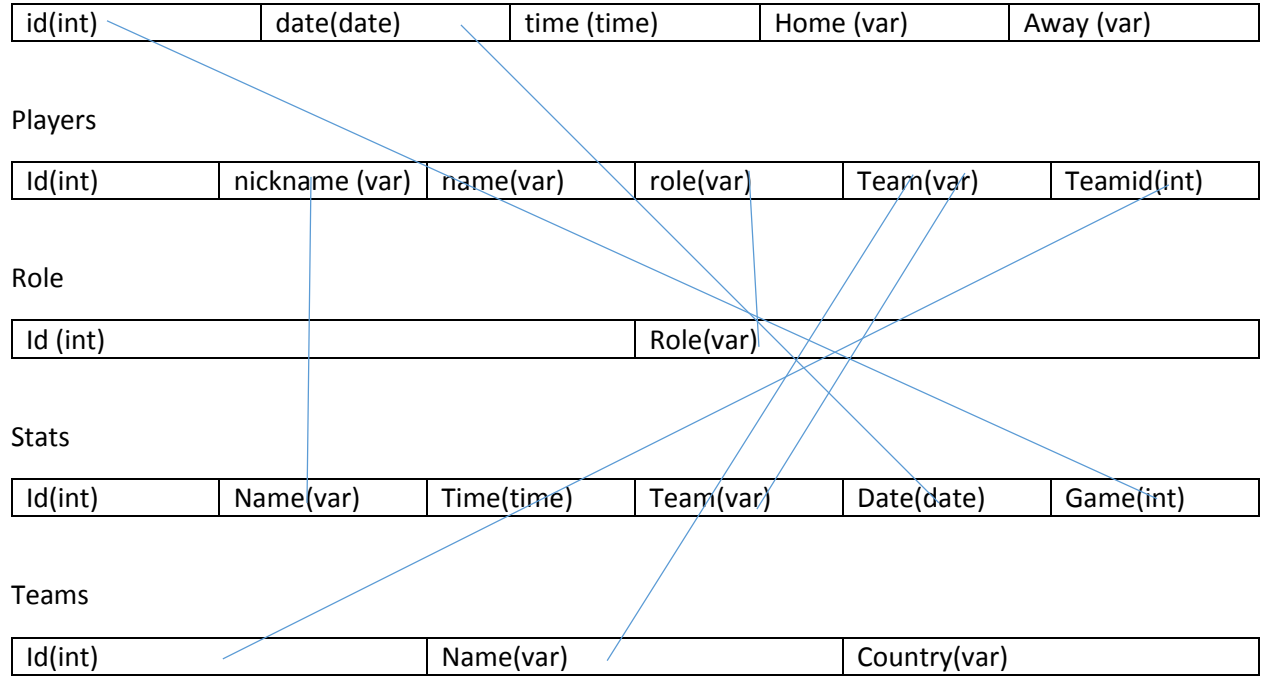 id(int) date(date) time (time) Home (var) Away (var)
Players
Id(int) nickname (var) name(var) role(var) Team(var) Teamid(int)
Role
Id (int) Role(var)
Stats
Id(int) Name(var) Time(time) Team(var) Date(date) Game(int)
Teams
Id(int) Name(var) Country(var)